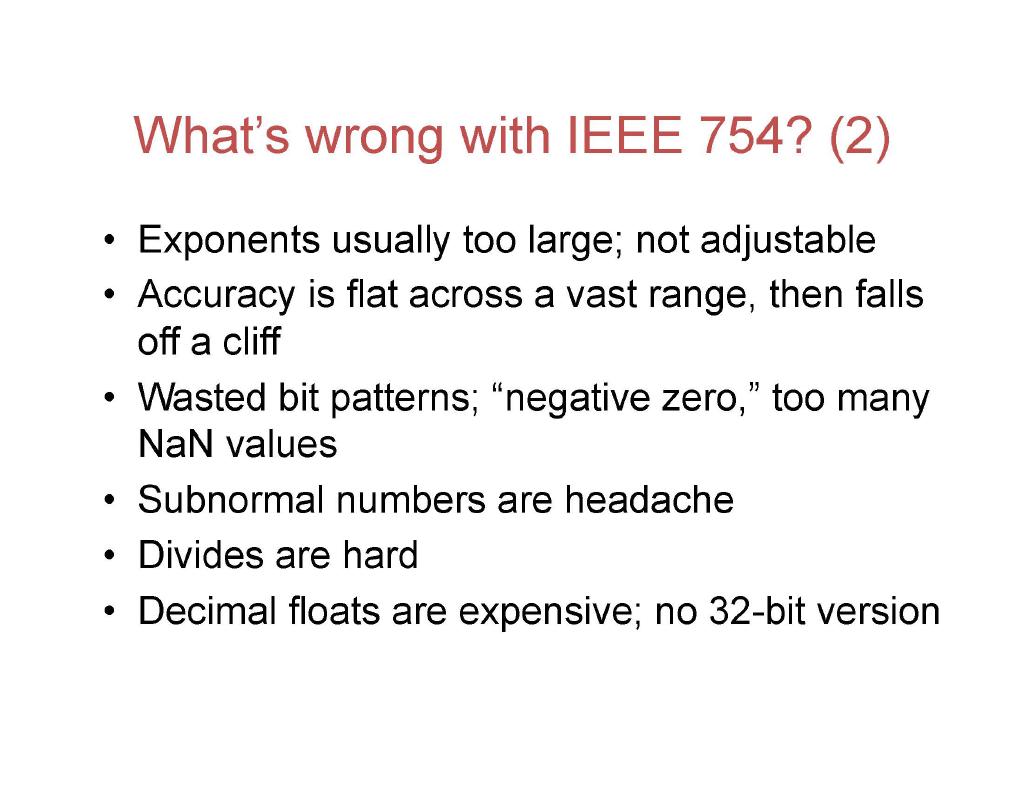 What’s wrong with IEEE 754? (2)
• Exponents usually too large; not adjustable
• Accuracy is flat across a vast range, then falls
off a cliff
• Wasted bit patterns; “negative zero,” too many
NaN values
• Subnormal numbers are headache
• Divides are hard
• Decimal floats are expensive; no 32-bit version